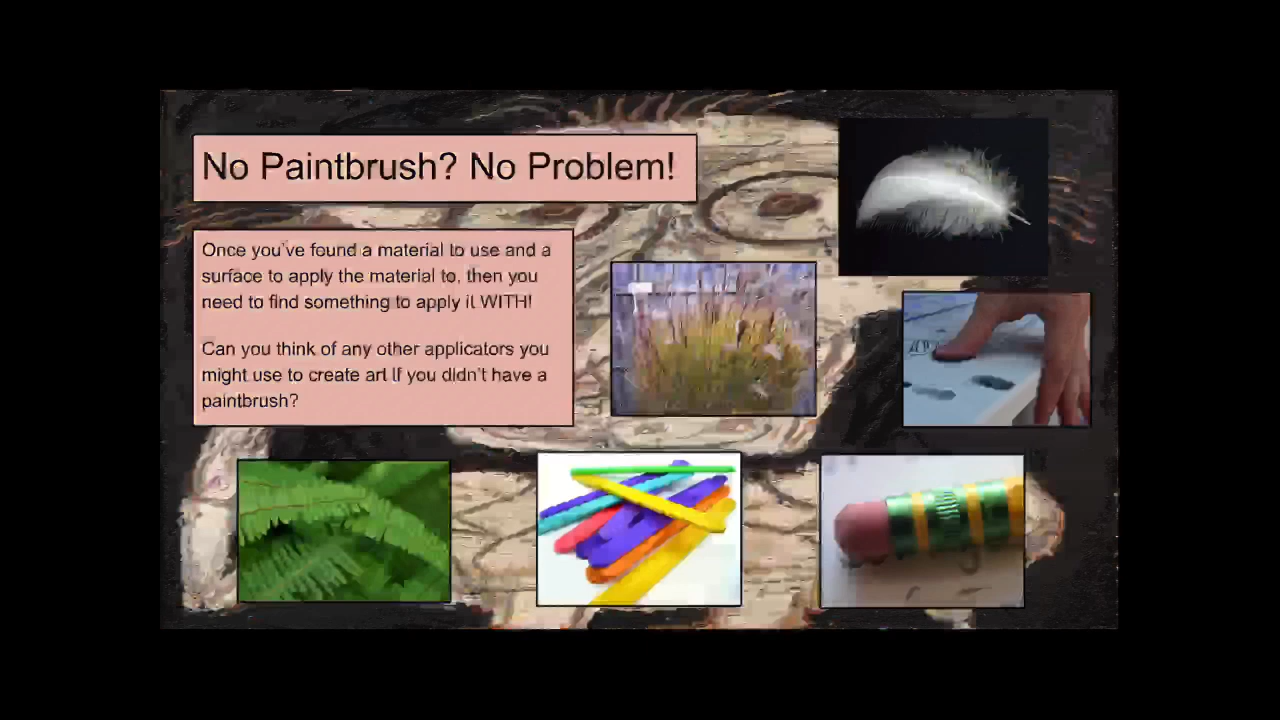 No Paintbrush? No Problem!
Once you've found a material to use and a
surface to apply the material to, then you
need to find something to apply it WITH!
Can you think of any other applicators you
might use to create art if you didn't have a
paintbrush?